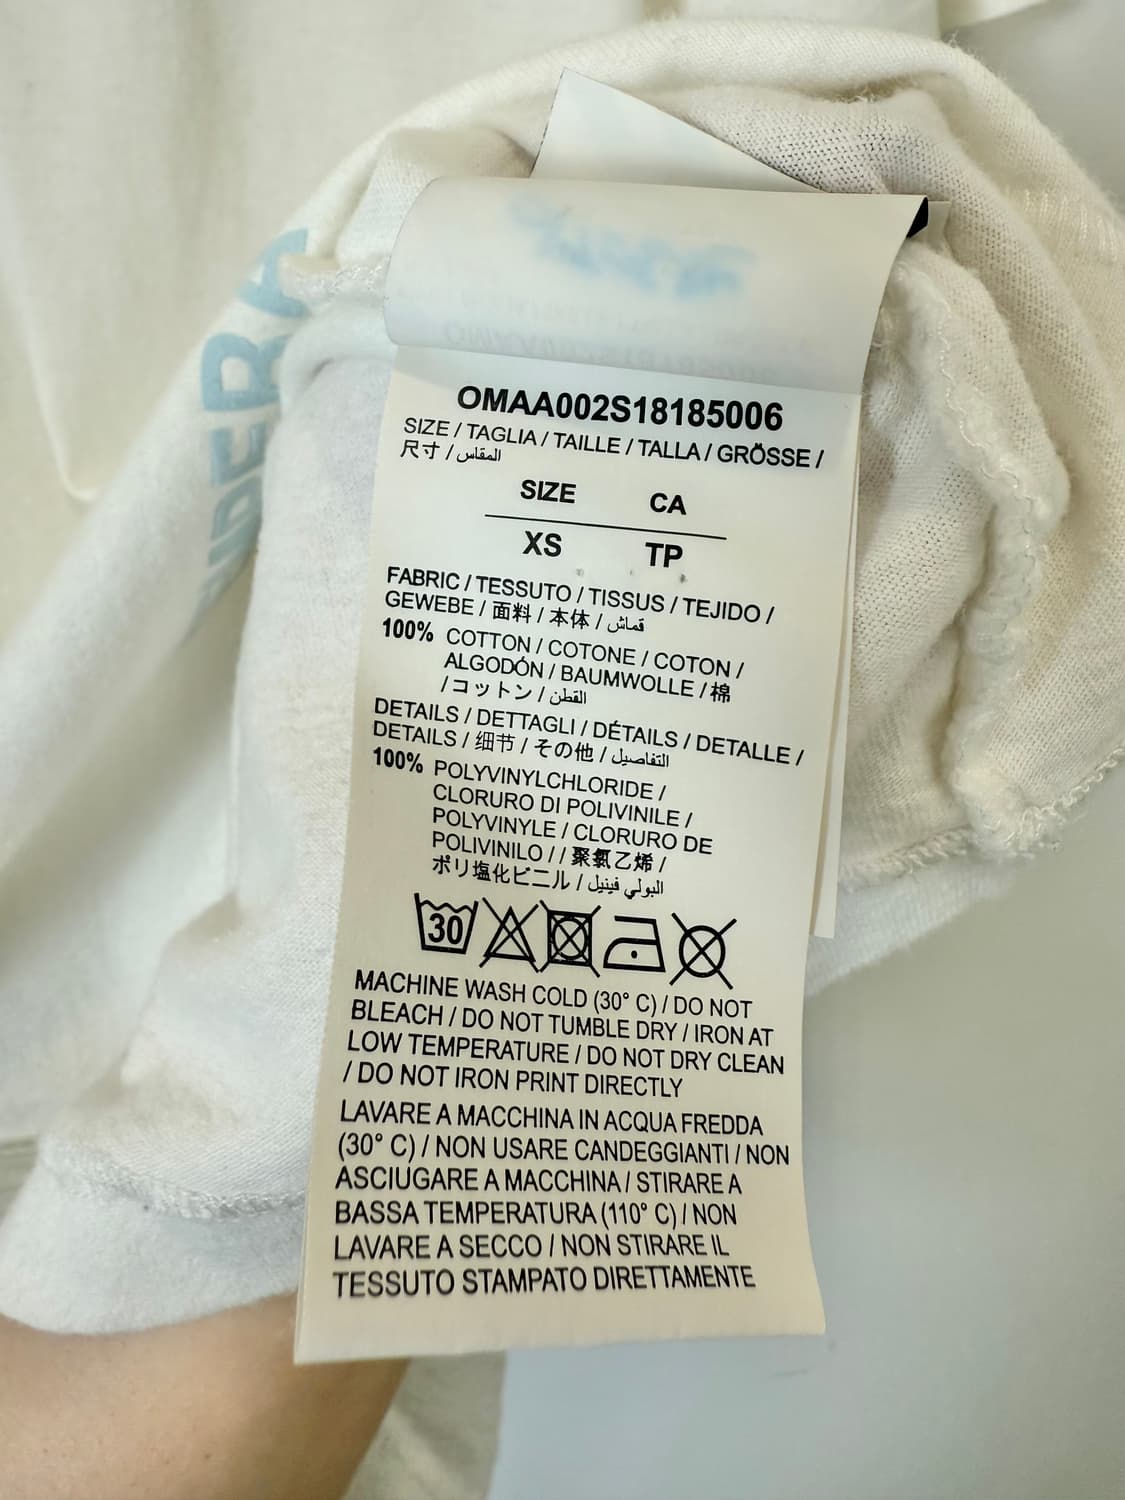 OMAA002S18185006
SIZE / TAGLIA / TAILLE / TALLA / GRÖSSE /
尺寸 / المقاس
SIZE CA
XS TP
FABRIC / TESSUTO / TISSUS / TEJIDO /
GEWEBE / 面料 / 本体 / قماش
100% COTTON / COTONE / COTON /
ALGODÓN / BAUMWOLLE / 棉
/ コットン / القطن
DETAILS / DETTAGLI / DÉTAILS / DETALLE /
DETAILS / 细节 / その他 / التفاصيل
100% POLYVINYLCHLORIDE /
CLORURO DI POLIVINILE /
POLYVINYLE / CLORURO DE
POLIVINILO / / 聚氯乙烯 /
ポリ塩化ビニル / البولي فينيل
30
MACHINE WASH COLD (30° C) / DO NOT
BLEACH / DO NOT TUMBLE DRY / IRON AT
LOW TEMPERATURE / DO NOT DRY CLEAN
/ DO NOT IRON PRINT DIRECTLY
LAVARE A MACCHINA IN ACQUA FREDDA
(30° C) / NON USARE CANDEGGIANTI / NON
ASCIUGARE A MACCHINA / STIRARE A
BASSA TEMPERATURA (110° C) / NON
LAVARE A SECCO / NON STIRARE IL
TESSUTO STAMPATO DIRETTAMENTE